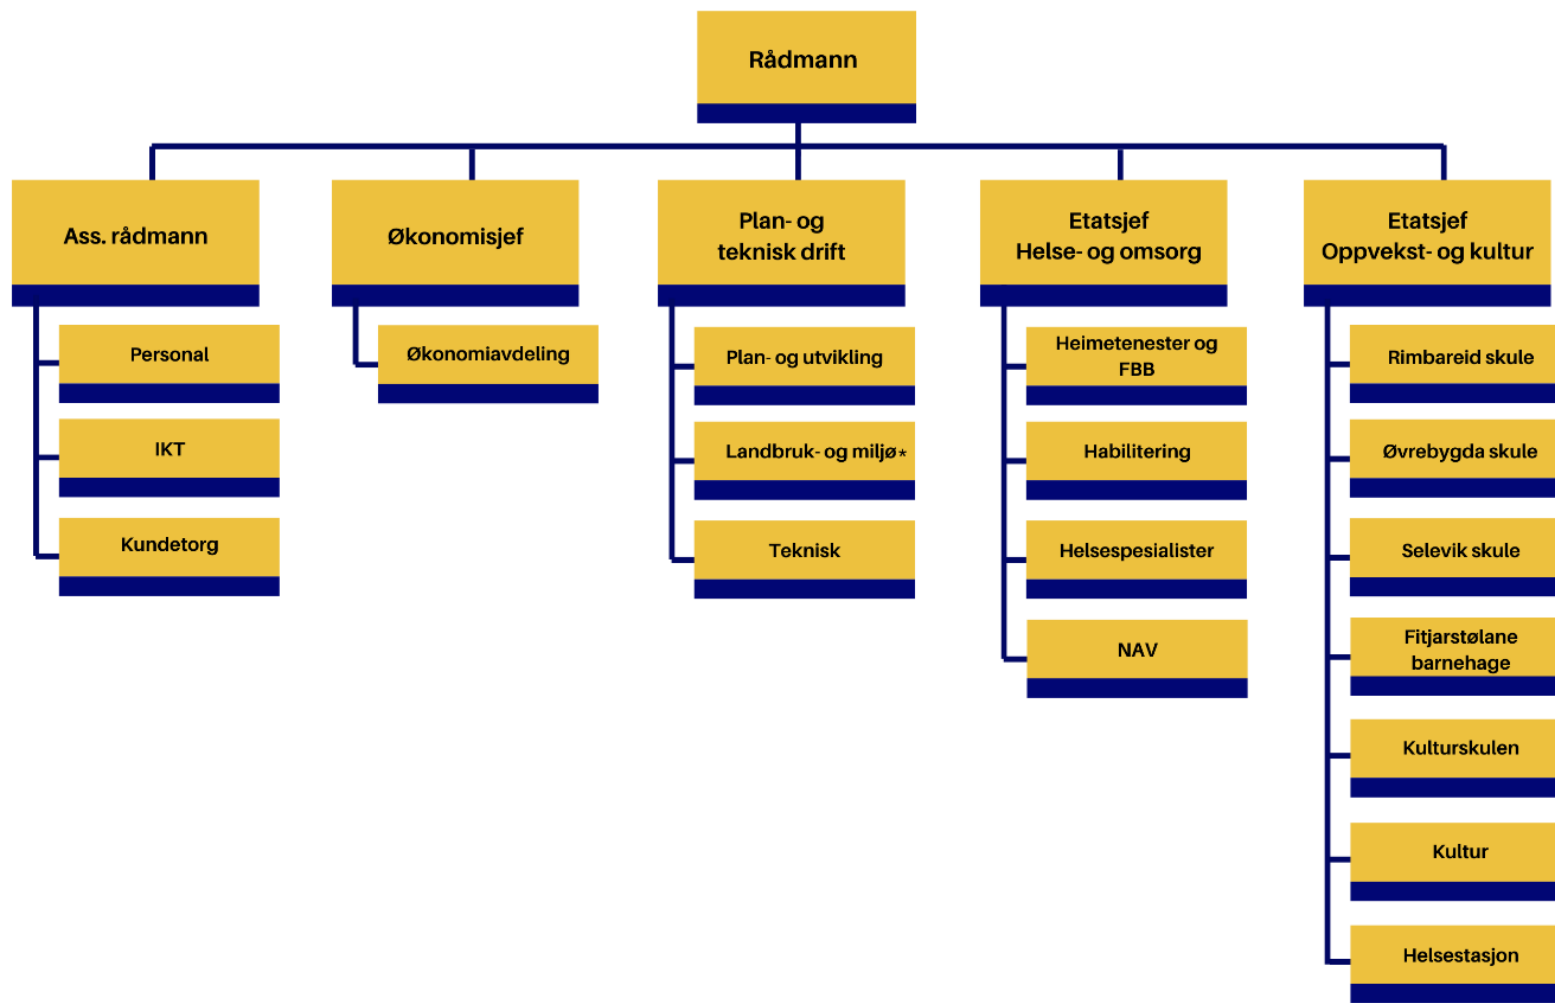 Rådmann
Ass. rådmann
Økonomisjef
Plan- og
teknisk drift
Etatsjef
Helse- og omsorg
Etatsjef
Oppvekst- og kultur
Personal
IKT
Kundetorg
Økonomiavdeling
Plan- og utvikling
Landbruk- og miljø*
Teknisk
Heimetenester og
FBB
Habilitering
Helsespesialister
NAV
Rimbareid skule
Øvrebygda skule
Selevik skule
Fitjarstølane
barnehage
Kulturskulen
Kultur
Helsestasjon